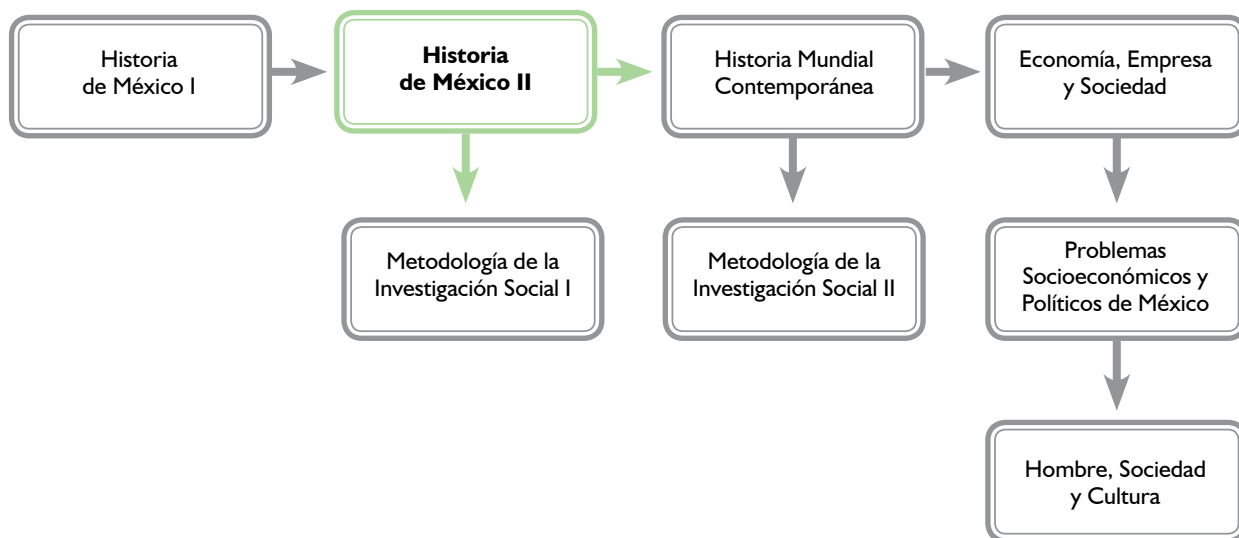 Historia
de México I
Historia
de México II
Historia Mundial
Contemporánea
Economía, Empresa
y Sociedad
Metodología de la
Investigación Social I
Metodología de la
Investigación Social II
Problemas
Socioeconómicos y
Políticos de México
Hombre, Sociedad
y Cultura